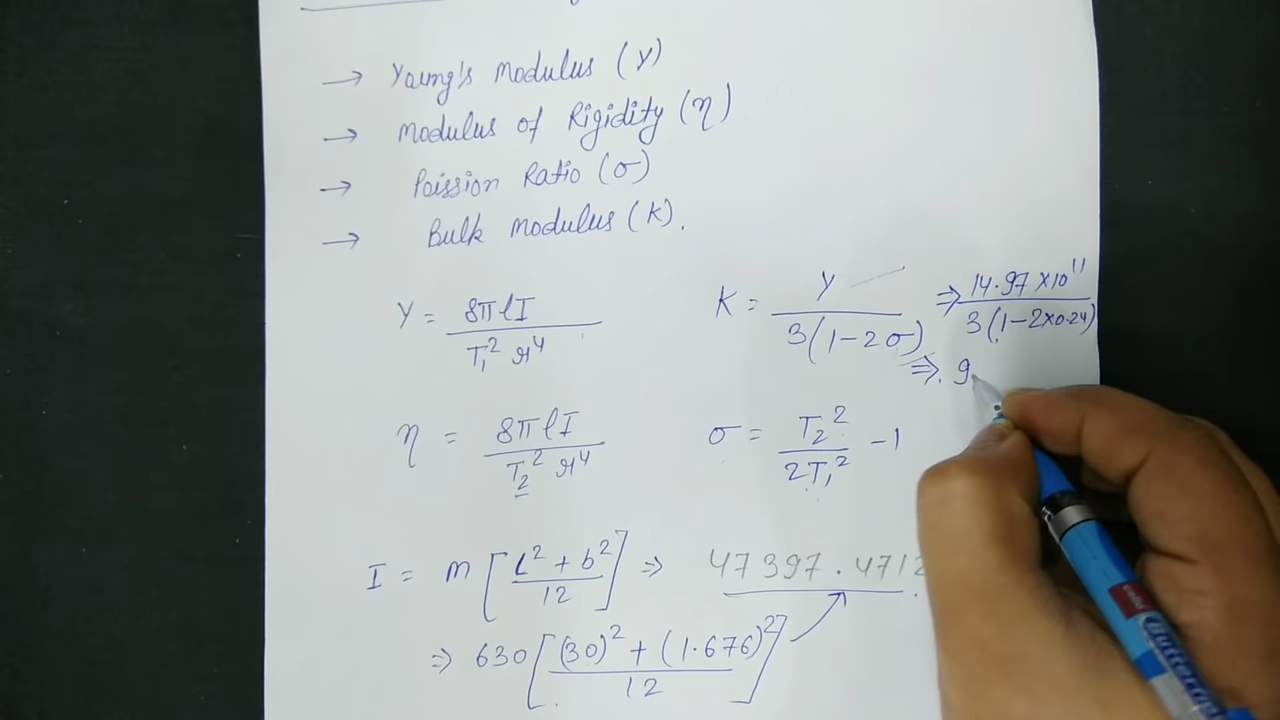 → Young's Modulus (Y)
→ Modulus of Rigidity (η)
→ Poission Ratio (σ)
→ Bulk Modulus (K).
Y = 8πlI / T₁² r⁴
K = Y / 3(1-2σ) ⇒ 14.97 ×10¹¹ / 3(1-2×0.24)
⇒ 9
η = 8πlI / T₂² r⁴
σ = T₂² / 2T₁² - 1
I = m [L² + b² / 12] ⇒ 47397.4712
⇒ 630 [(30)² + (1.676)² / 12]
cello
Butterflow